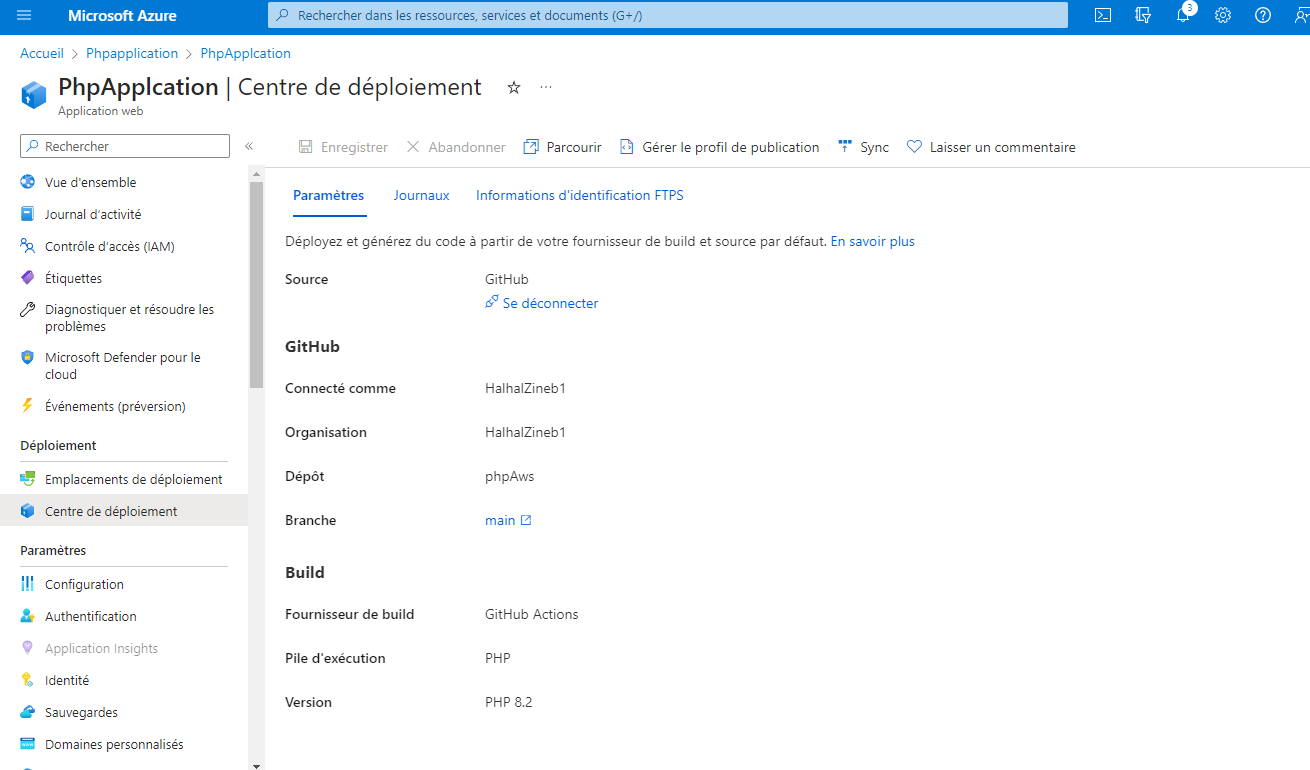 Microsoft Azure
Rechercher dans les ressources, services et documents (G+/)
3
Accueil > Phpapplication > PhpApplcation
PhpApplcation | Centre de déploiement
Application web
Rechercher
Enregistrer
Abandonner
Parcourir
Gérer le profil de publication
Sync
Laisser un commentaire
Vue d'ensemble
Journal d'activité
Contrôle d'accès (IAM)
Étiquettes
Diagnostiquer et résoudre les
problèmes
Microsoft Defender pour le
cloud
Événements (préversion)
Déploiement
Emplacements de déploiement
Centre de déploiement
Paramètres
Configuration
Authentification
Application Insights
Identité
Sauvegardes
Domaines personnalisés
Paramètres
Journaux
Informations d'identification FTPS
Déployez et générez du code à partir de votre fournisseur de build et source par défaut. En savoir plus
Source
GitHub
Se déconnecter
GitHub
Connecté comme
HalhalZineb1
Organisation
HalhalZineb1
Dépôt
phpAws
Branche
main
Build
Fournisseur de build
GitHub Actions
Pile d'exécution
PHP
Version
PHP 8.2